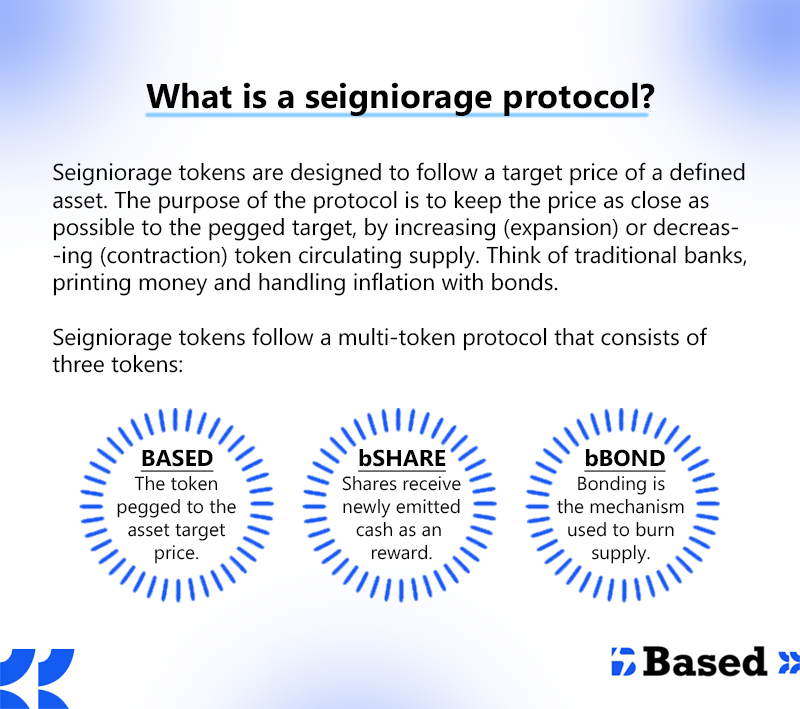 What is a seigniorage protocol?
Seigniorage tokens are designed to follow a target price of a defined
asset. The purpose of the protocol is to keep the price as close as
possible to the pegged target, by increasing (expansion) or decreas-
-ing (contraction) token circulating supply. Think of traditional banks,
printing money and handling inflation with bonds.
Seigniorage tokens follow a multi-token protocol that consists of
three tokens:
BASED
The token
pegged to the
asset target
price.
bSHARE
Shares receive
newly emitted
cash as an
reward.
bBOND
Bonding is
the mechanism
used to burn
supply.
Based